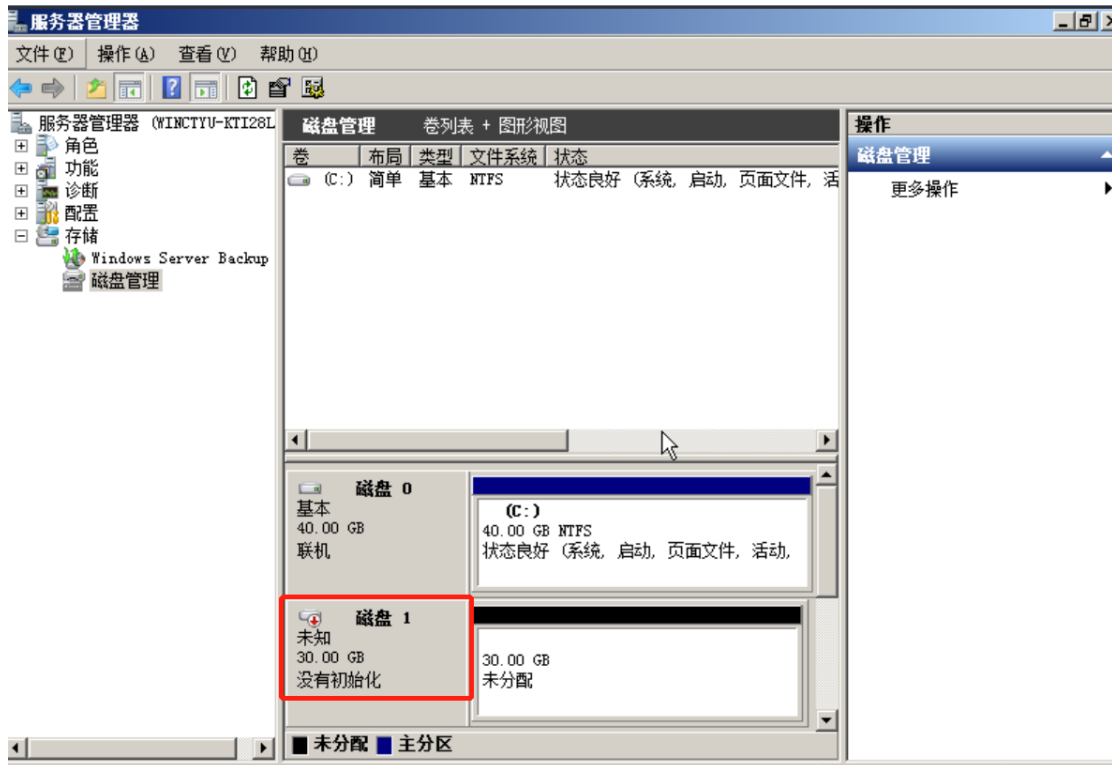 服务器管理器
文件(F) 操作(A) 查看(V) 帮助(H)
服务器管理器 (WINCTYU-KTI28L
角色
功能
诊断
配置
存储
Windows Server Backup
磁盘管理
磁盘管理 卷列表 + 图形视图
卷 布局 类型 文件系统 状态
(C:) 简单 基本 NTFS 状态良好 (系统, 启动, 页面文件, 活
磁盘 0
基本
40.00 GB
联机
(C:)
40.00 GB NTFS
状态良好 (系统, 启动, 页面文件, 活动,
磁盘 1
未知
30.00 GB
没有初始化
30.00 GB
未分配
未分配 主分区
操作
磁盘管理
更多操作